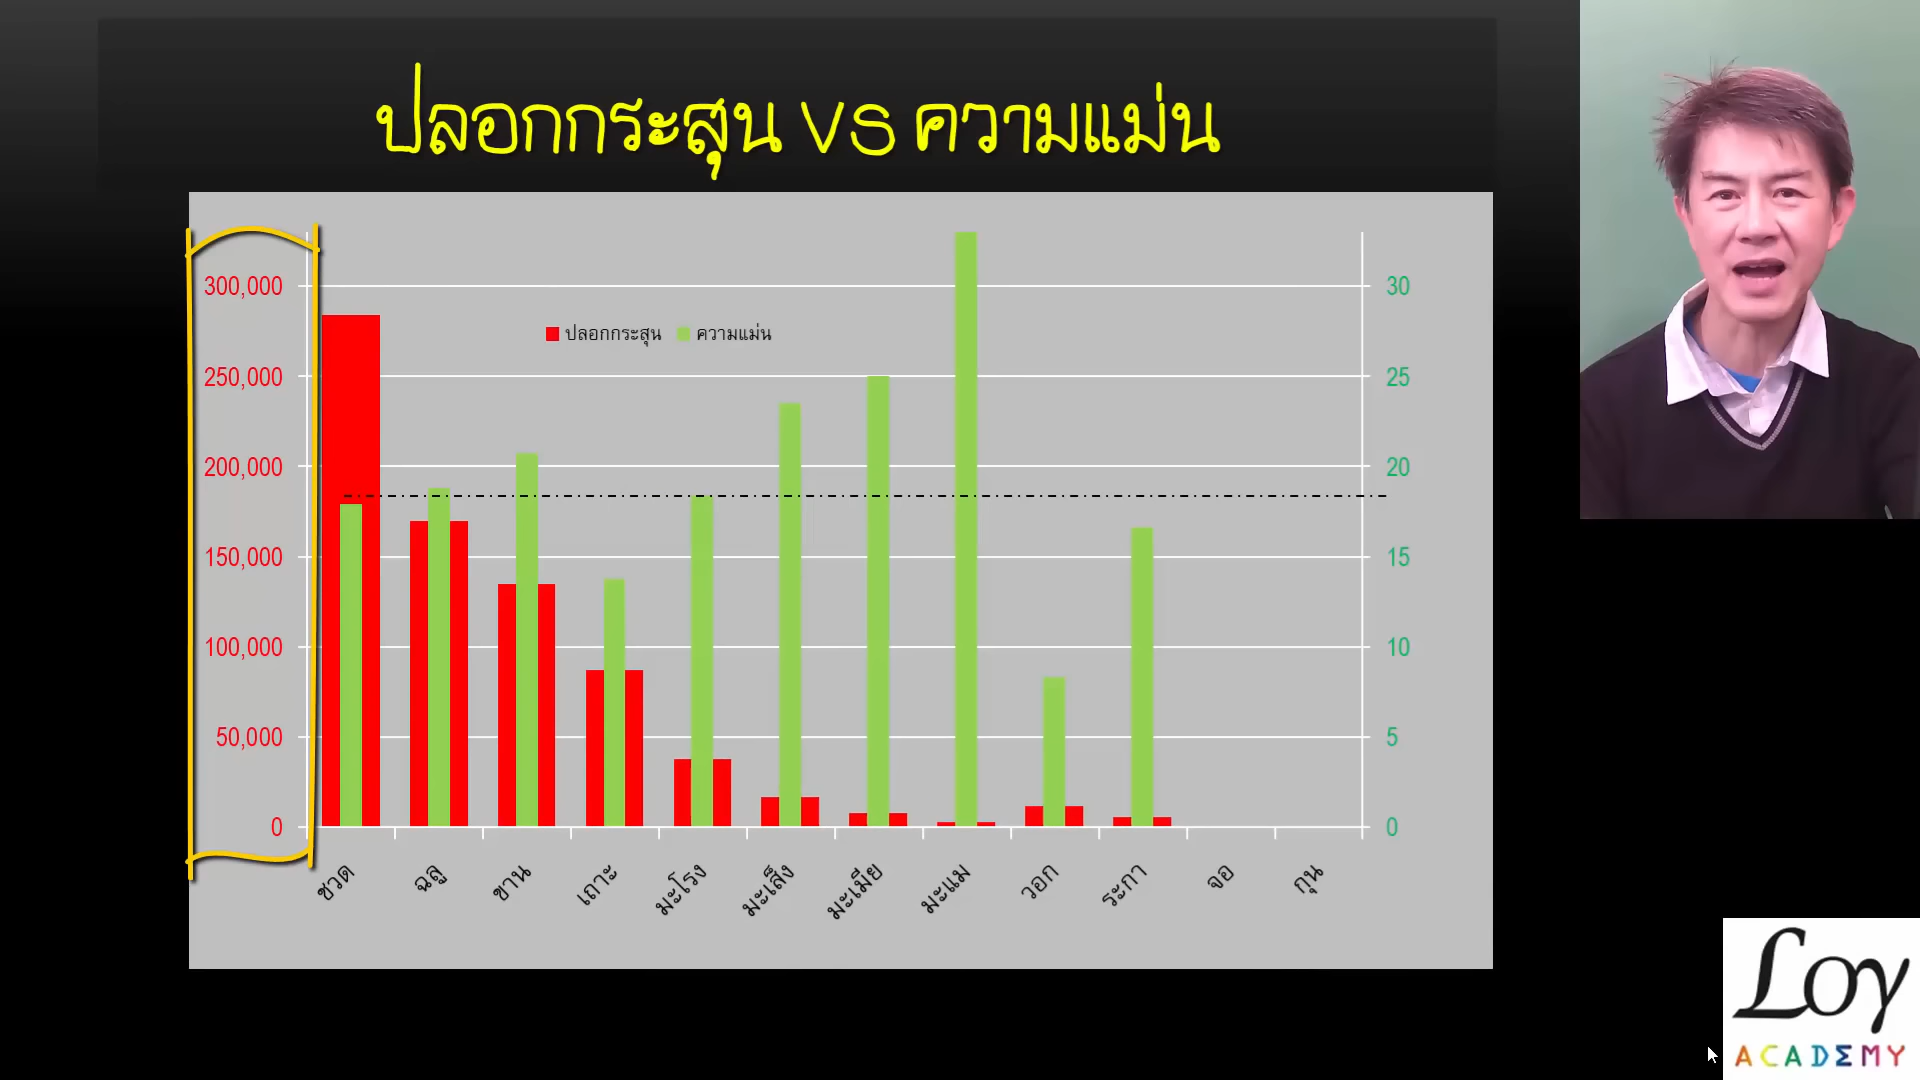 ปลอกกระสุน VS ความแม่น
300,000
250,000
200,000
150,000
100,000
50,000
0
ปลอกกระสุน ความแม่น
30
25
20
15
10
5
0
ชวด ฉลู ขาน เถาะ มะโรง มะเส็ง มะเมีย มะแม วอก ระกา จอ กุน
Loy
ACADEMY